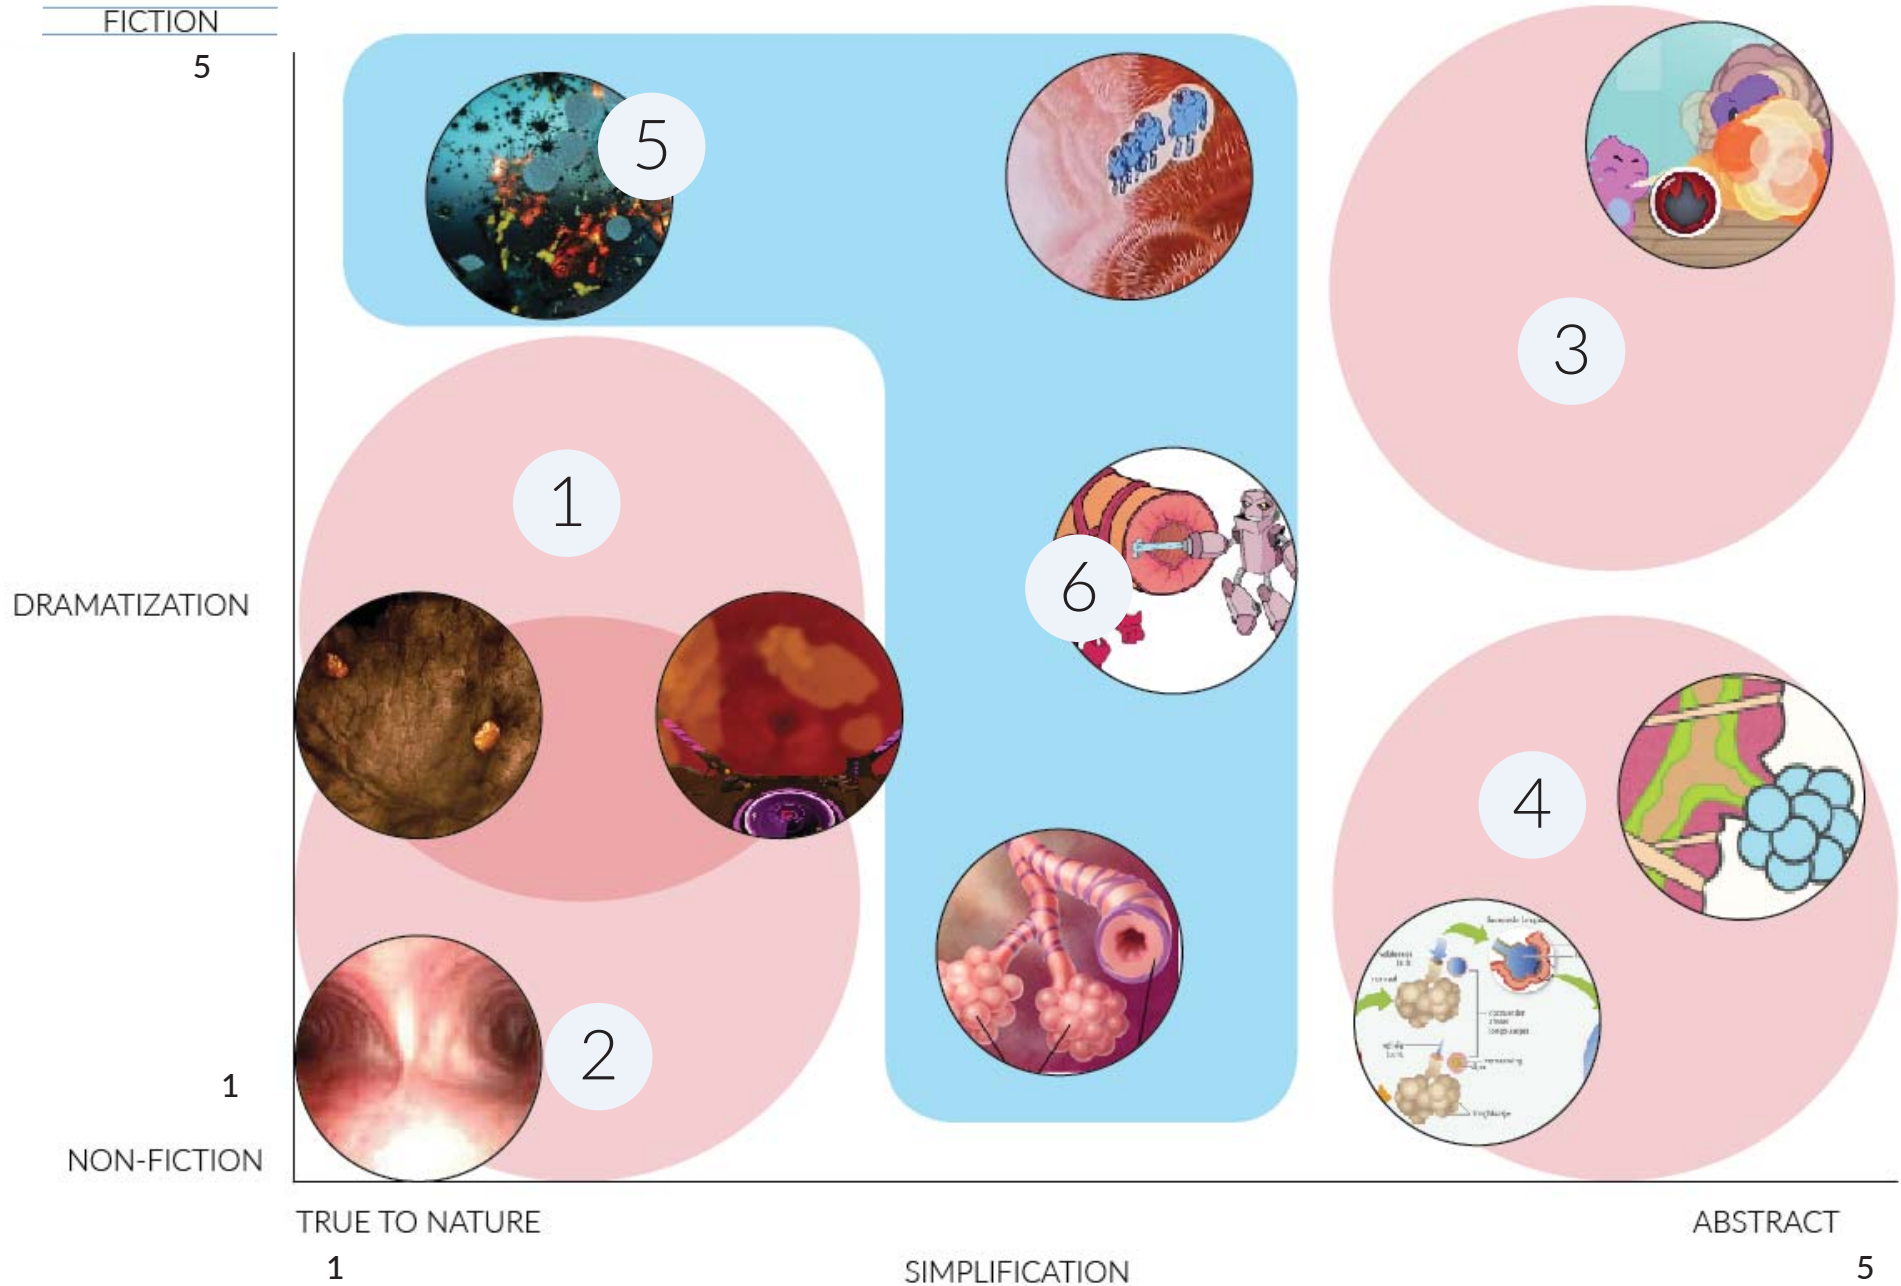 FICTION
5
5
3
1
6
DRAMATIZATION
4
normal
2
1
NON-FICTION
TRUE TO NATURE
ABSTRACT
1
5
SIMPLIFICATION